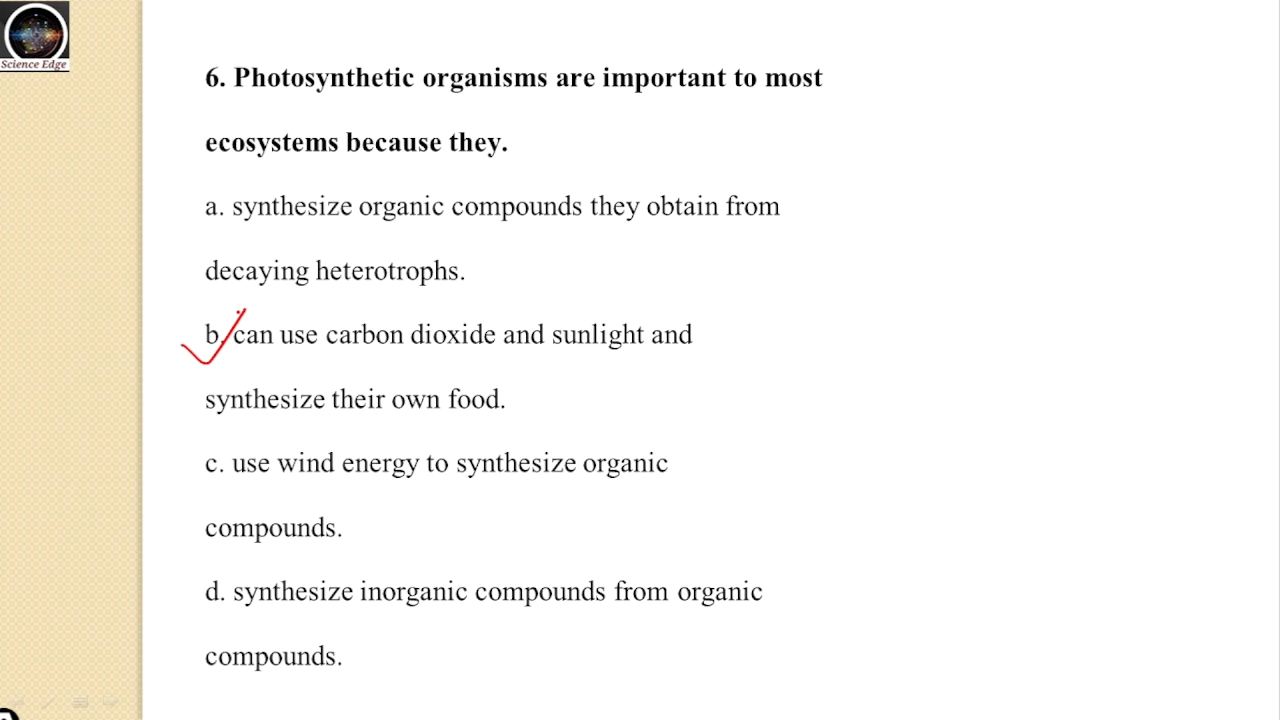 Science Edge
6. Photosynthetic organisms are important to most
ecosystems because they.
a. synthesize organic compounds they obtain from
decaying heterotrophs.
b. can use carbon dioxide and sunlight and
synthesize their own food.
c. use wind energy to synthesize organic
compounds.
d. synthesize inorganic compounds from organic
compounds.